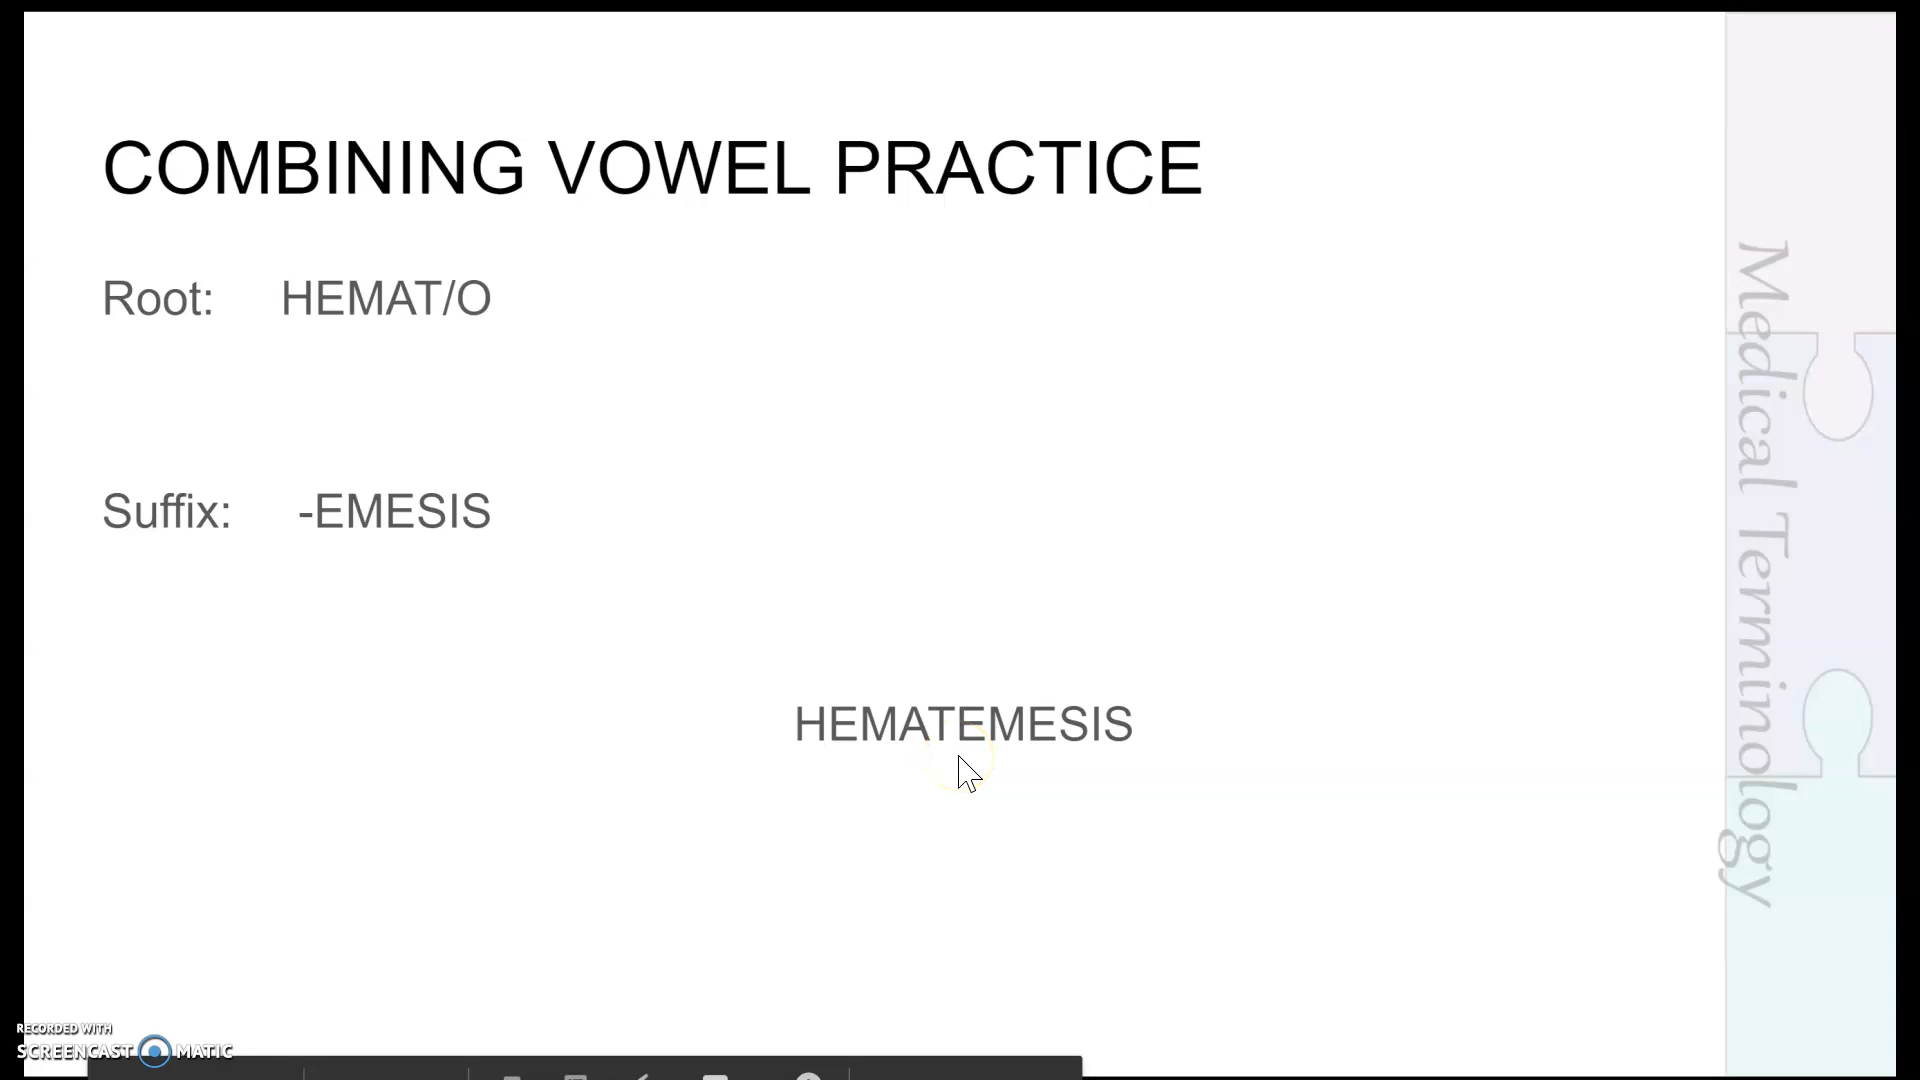 COMBINING VOWEL PRACTICE
Root: HEMAT/O
Suffix: -EMESIS
HEMATEMESIS
Medical Terminology
RECORDED WITH
SCREENCAST MATIC